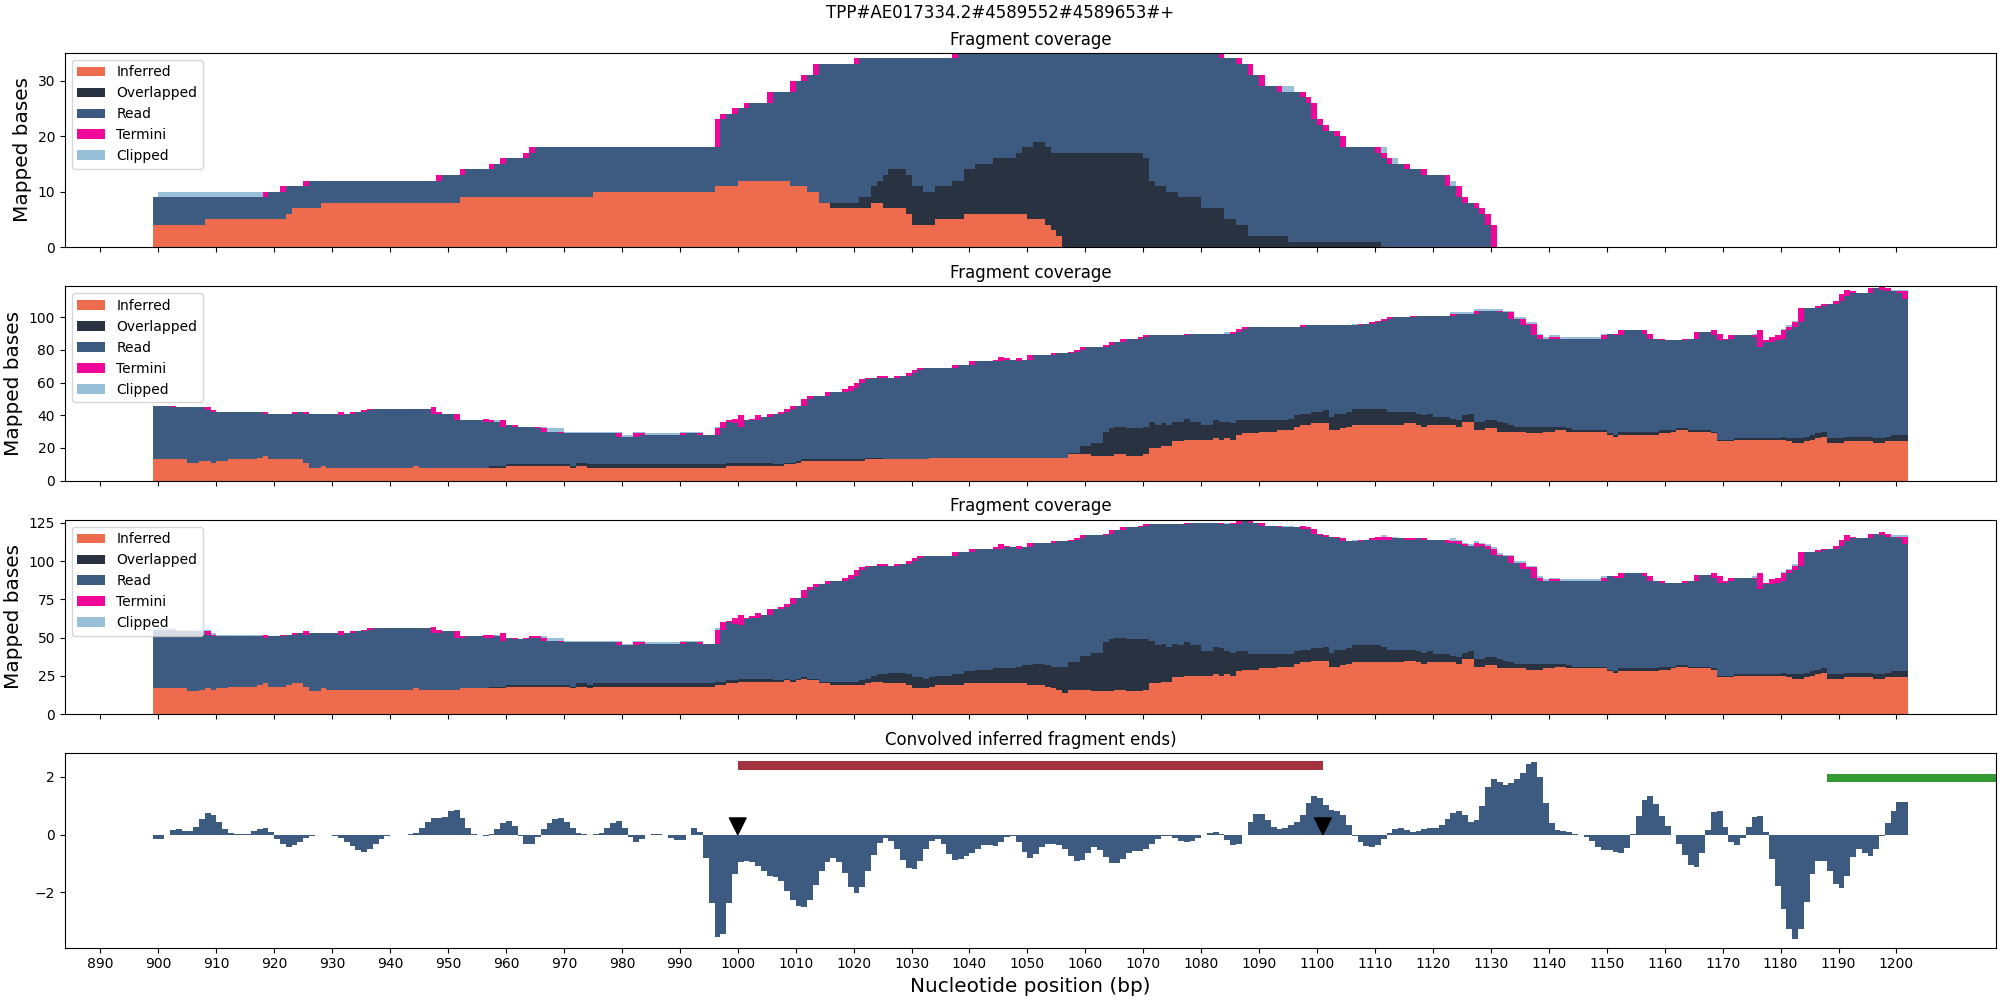 TPP#AE017334.2#4589552#4589653#+
Fragment coverage
Mapped bases
30
20
10
0
Inferred
Overlapped
Read
Termini
Clipped
Fragment coverage
Mapped bases
100
80
60
40
20
0
Inferred
Overlapped
Read
Termini
Clipped
Fragment coverage
Mapped bases
125
100
75
50
25
0
Inferred
Overlapped
Read
Termini
Clipped
Convolved inferred fragment ends)
2
0
−2
890 900 910 920 930 940 950 960 970 980 990 1000 1010 1020 1030 1040 1050 1060 1070 1080 1090 1100 1110 1120 1130 1140 1150 1160 1170 1180 1190 1200
Nucleotide position (bp)